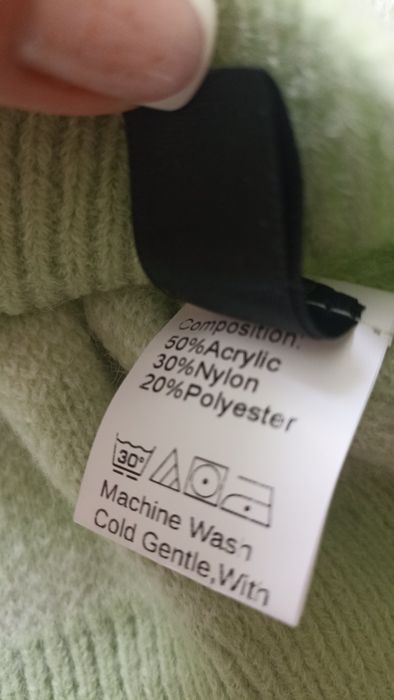 Composition:
50%Acrylic
30%Nylon
20%Polyester
30°
Machine Wash
Cold Gentle,With